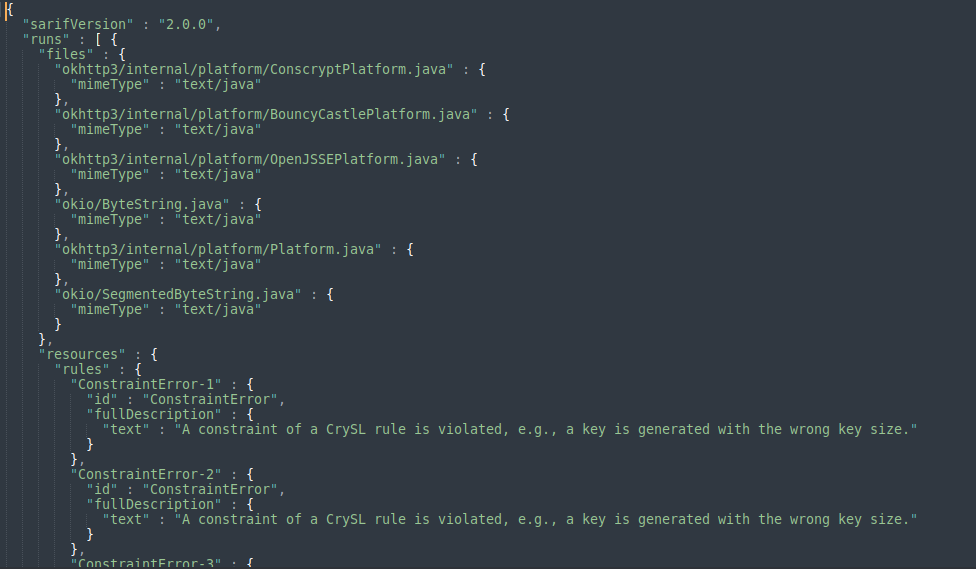 {
  "sarifVersion" : "2.0.0",
  "runs" : [ {
    "files" : {
      "okhttp3/internal/platform/ConscryptPlatform.java" : {
        "mimeType" : "text/java"
      },
      "okhttp3/internal/platform/BouncyCastlePlatform.java" : {
        "mimeType" : "text/java"
      },
      "okhttp3/internal/platform/OpenJSSEPlatform.java" : {
        "mimeType" : "text/java"
      },
      "okio/ByteString.java" : {
        "mimeType" : "text/java"
      },
      "okhttp3/internal/platform/Platform.java" : {
        "mimeType" : "text/java"
      },
      "okio/SegmentedByteString.java" : {
        "mimeType" : "text/java"
      }
    },
    "resources" : {
      "rules" : {
        "ConstraintError-1" : {
          "id" : "ConstraintError",
          "fullDescription" : {
            "text" : "A constraint of a CrySL rule is violated, e.g., a key is generated with the wrong key size."
          }
        },
        "ConstraintError-2" : {
          "id" : "ConstraintError",
          "fullDescription" : {
            "text" : "A constraint of a CrySL rule is violated, e.g., a key is generated with the wrong key size."
          }
        },
        "ConstraintError-3" : {